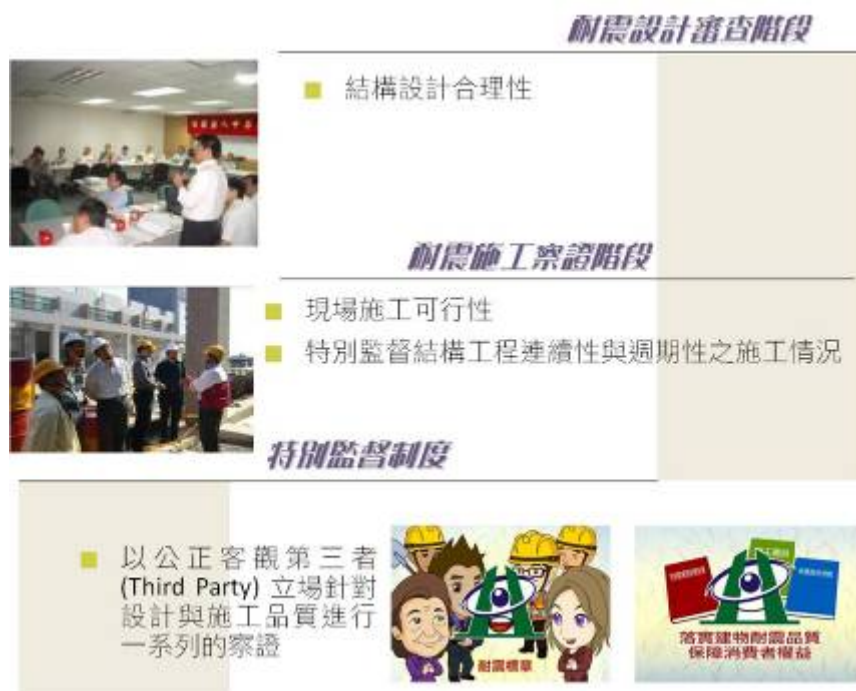 耐震設計審查階段
結構設計合理性
耐震施工察證階段
現場施工可行性
特別監督結構工程連續性與週期性之施工情況
特別監督制度
以公正客觀第三者
(Third Party) 立場針對
設計與施工品質進行
一系列的察證
耐震標章
落實建物耐震品質
保障消費者權益